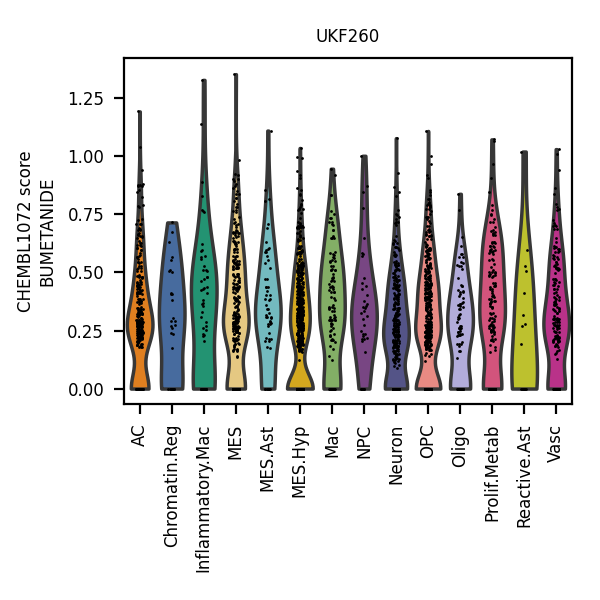 UKF260
CHEMBL1072 score
BUMETANIDE
1.25
1.00
0.75
0.50
0.25
0.00
AC
Chromatin.Reg
Inflammatory.Mac
MES
MES.Ast
MES.Hyp
Mac
NPC
Neuron
OPC
Oligo
Prolif.Metab
Reactive.Ast
Vasc